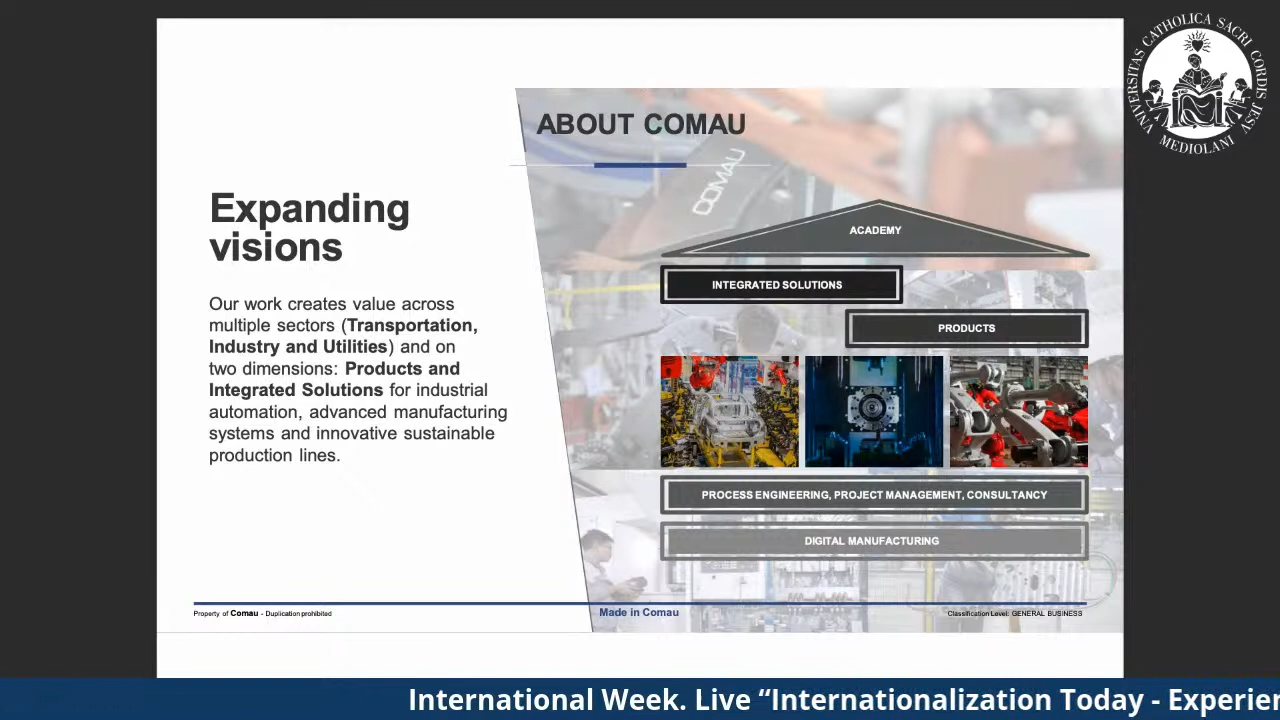 UNIVERSITAS CATHOLICA SACRI CORDIS JESV
MEDIOLANI
ABOUT COMAU
COMAU
Expanding
visions
Our work creates value across
multiple sectors (Transportation,
Industry and Utilities) and on
two dimensions: Products and
Integrated Solutions for industrial
automation, advanced manufacturing
systems and innovative sustainable
production lines.
ACADEMY
INTEGRATED SOLUTIONS
PRODUCTS
PROCESS ENGINEERING, PROJECT MANAGEMENT, CONSULTANCY
DIGITAL MANUFACTURING
Property of Comau - Duplication prohibited
Made in Comau
Classification Level: GENERAL BUSINESS
International Week. Live “Internationalization Today - Experien